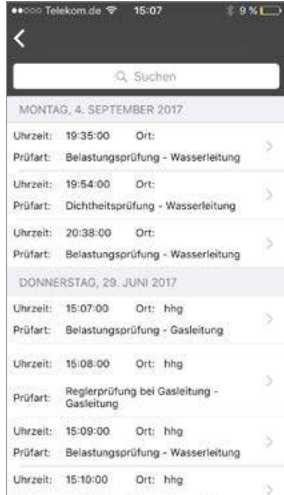 Telekom.de 15:07 9 %
Suchen
MONTAG, 4. SEPTEMBER 2017
Uhrzeit: 19:35:00 Ort:
Prüfart: Belastungsprüfung - Wasserleitung
Uhrzeit: 19:54:00 Ort:
Prüfart: Dichtheitsprüfung - Wasserleitung
Uhrzeit: 20:38:00 Ort:
Prüfart: Belastungsprüfung - Wasserleitung
DONNERSTAG, 29. JUNI 2017
Uhrzeit: 15:07:00 Ort: hhg
Prüfart: Belastungsprüfung - Gasleitung
Uhrzeit: 15:08:00 Ort: hhg
Prüfart: Reglerprüfung bei Gasleitung -
Gasleitung
Uhrzeit: 15:09:00 Ort: hhg
Prüfart: Belastungsprüfung - Wasserleitung
Uhrzeit: 15:10:00 Ort: hhg